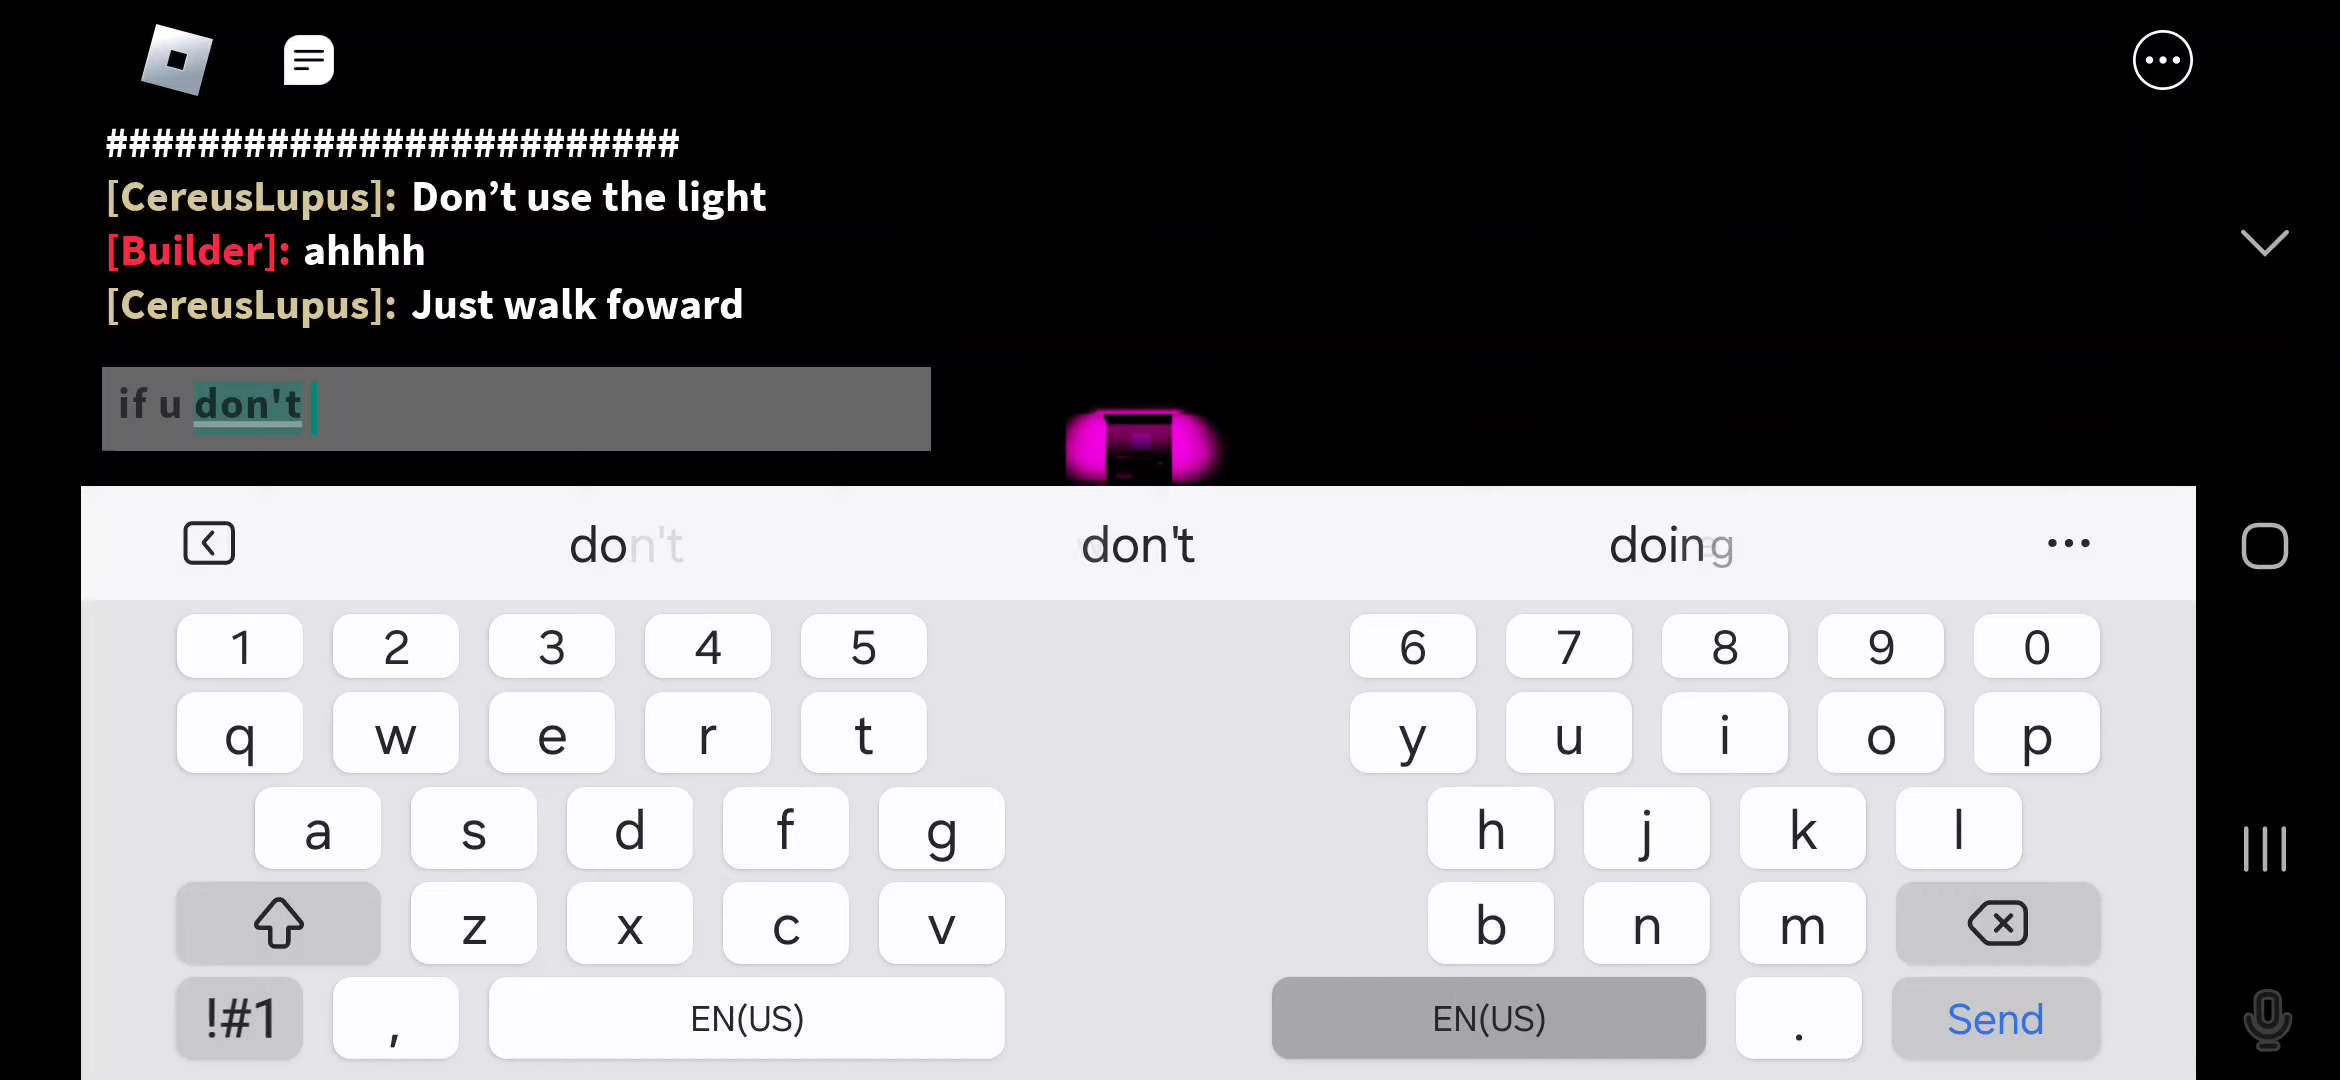 ########################
[CereusLupus]: Don’t use the light
[Builder]: ahhhh
[CereusLupus]: Just walk foward
if u don't
don't don't doing
1 2 3 4 5 6 7 8 9 0
q w e r t y u i o p
a s d f g h j k l
z x c v b n m
!#1 , EN(US) EN(US) . Send